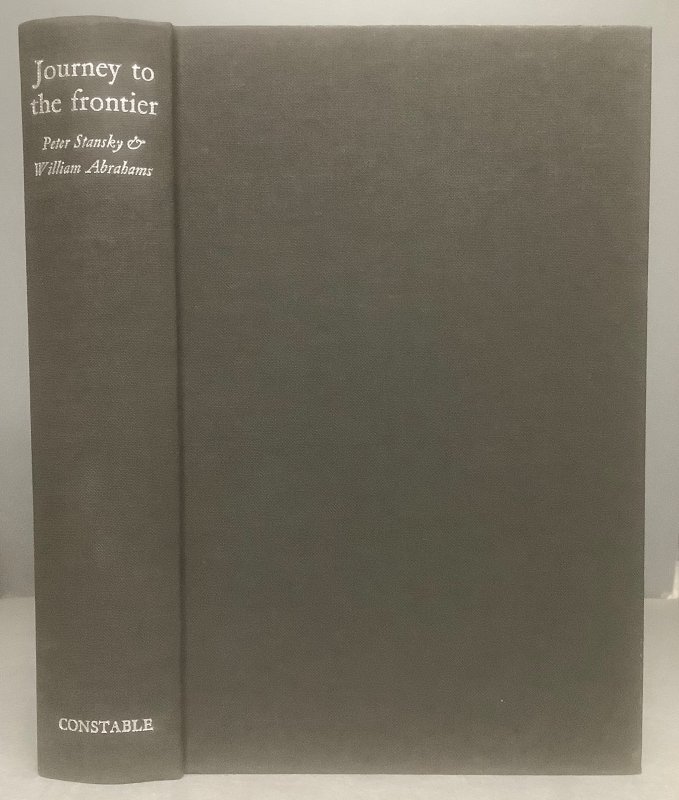 Journey to
the frontier
Peter Stansky &
William Abrahams
CONSTABLE